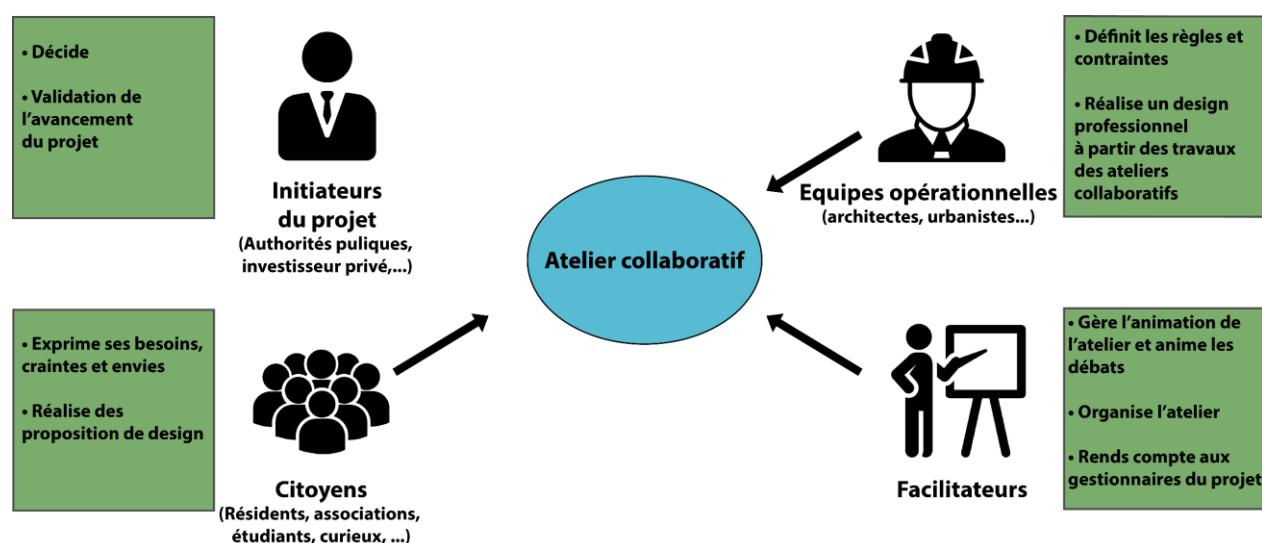 • Décide
• Validation de
l'avancement
du projet
Initiateurs
du projet
(Authorités puliques,
investisseur privé,...)
Equipes opérationnelles
(architectes, urbanistes...)
• Définit les règles et
contraintes
• Réalise un design
professionnel
à partir des travaux
des ateliers
collaboratifs
Atelier collaboratif
• Exprime ses besoins,
craintes et envies
• Réalise des
proposition de design
Citoyens
(Résidents, associations,
étudiants, curieux, ...)
Facilitateurs
• Gère l'animation de
l'atelier et anime les
débats
• Organise l'atelier
• Rends compte aux
gestionnaires du projet